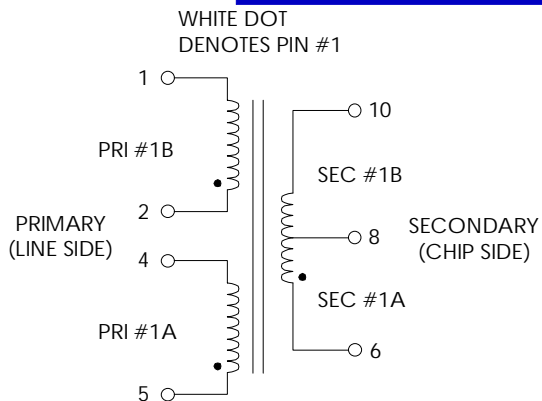 WHITE DOT
DENOTES PIN #1
1
10
PRI #1B
SEC #1B
2
8
PRIMARY
(LINE SIDE)
SECONDARY
(CHIP SIDE)
4
SEC #1A
PRI #1A
6
5